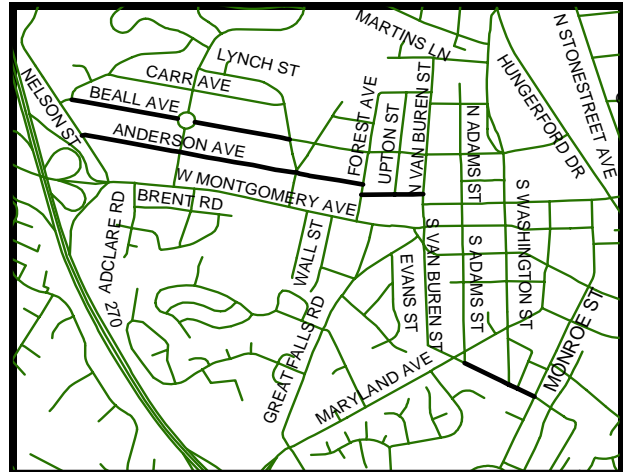 MARTINS LN
N STONESTREET AVE
LYNCH ST
HUNGERFORD DR
CARR AVE
NELSON ST
BEALL AVE
FOREST AVE
UPTON ST
N VAN BUREN ST
N ADAMS ST
ANDERSON AVE
W MONTGOMERY AVE
S WASHINGTON ST
BRENT RD
ADCLARE RD
WALL ST
S VAN BUREN ST
S ADAMS ST
EVANS ST
270
GREAT FALLS RD
MONROE ST
MARYLAND AVE